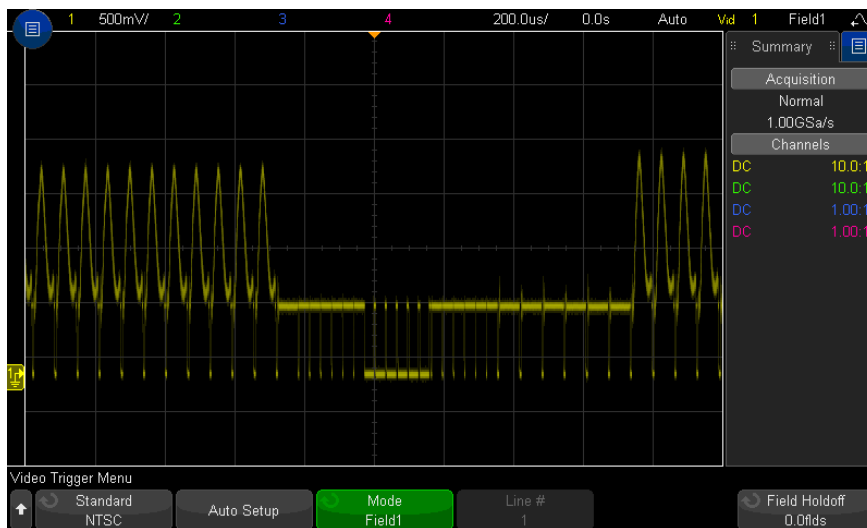 1 500mV/ 2 3 4 200.0us/ 0.0s Auto Vid 1 Field1
Summary
Acquisition
Normal
1.00GSa/s
Channels
DC 10.0:1
DC 10.0:1
DC 1.00:1
DC 1.00:1
1
Video Trigger Menu
Standard
NTSC
Auto Setup
Mode
Field1
Line #
1
Field Holdoff
0.0flds